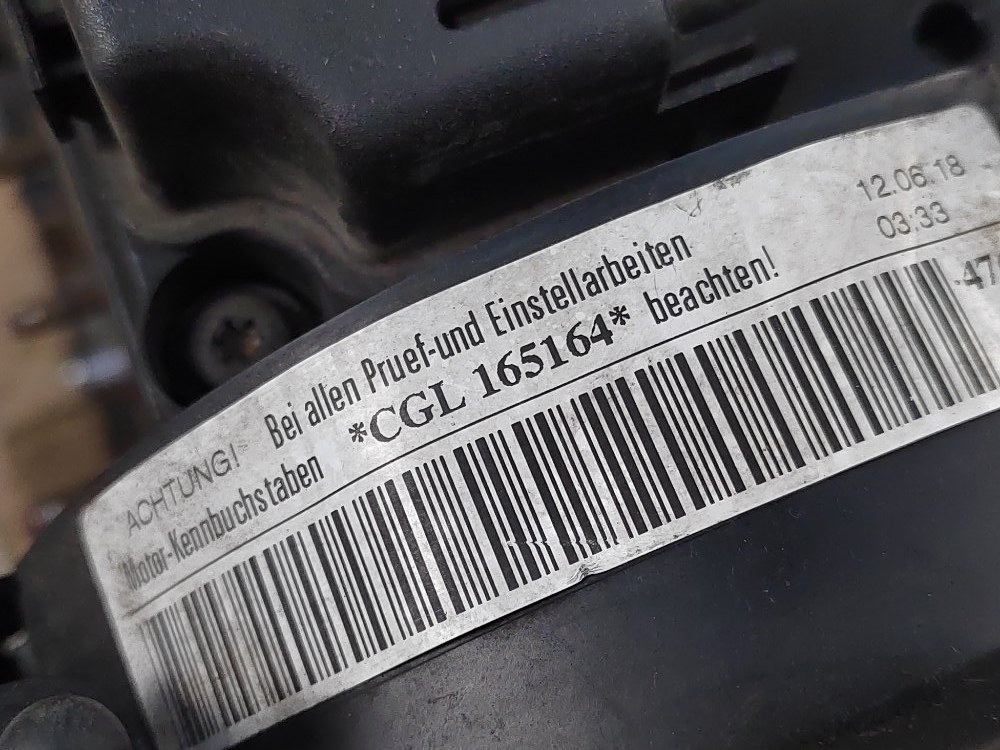 12.06.18
03:33
ACHTUNG! Bei allen Pruef-und Einstellarbeiten
Motor-Kennbuchstaben *CGL 165164* beachten!